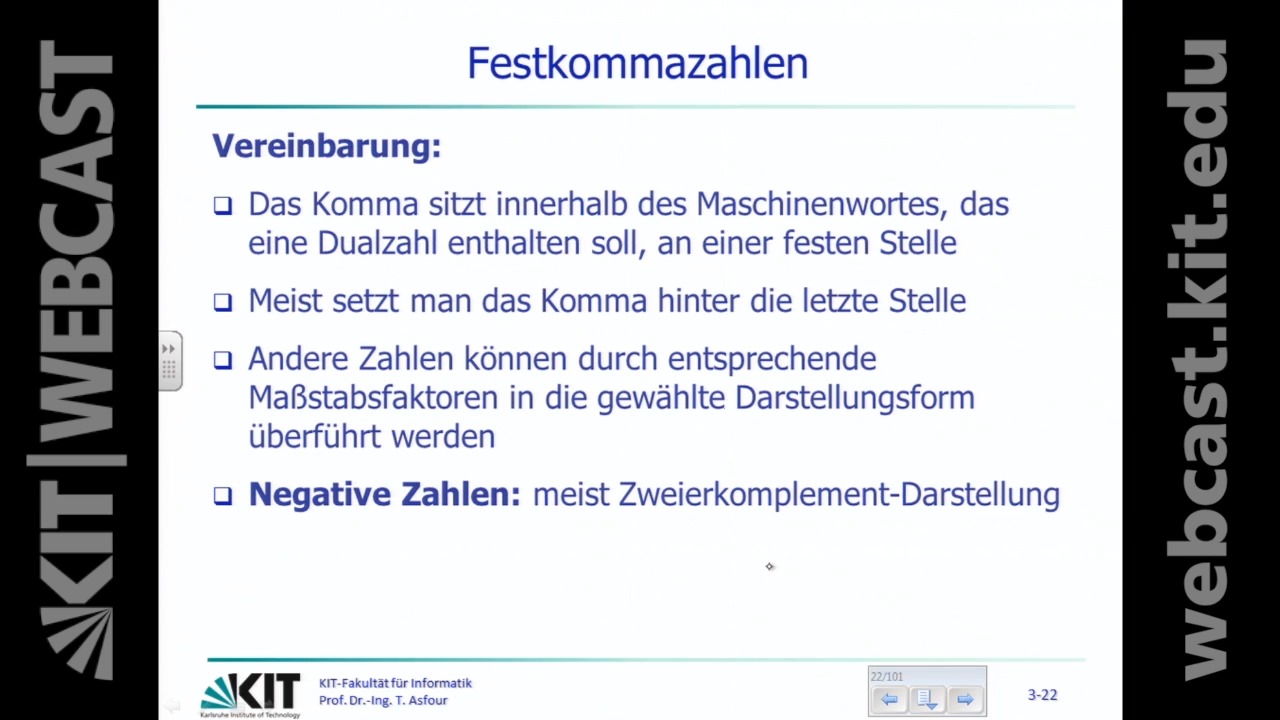 KIT | WEBCAST
Festkommazahlen
Vereinbarung:
Das Komma sitzt innerhalb des Maschinenwortes, das
eine Dualzahl enthalten soll, an einer festen Stelle
Meist setzt man das Komma hinter die letzte Stelle
Andere Zahlen können durch entsprechende
Maßstabsfaktoren in die gewählte Darstellungsform
überführt werden
Negative Zahlen: meist Zweierkomplement-Darstellung
KIT
Karlsruhe Institute of Technology
KIT-Fakultät für Informatik
Prof. Dr.-Ing. T. Asfour
22/101
3-22
webcast.kit.edu